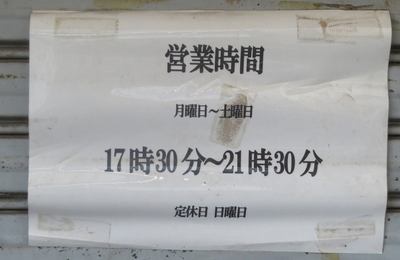 営業時間
月曜日～土曜日
17時30分～21時30分
定休日 日曜日